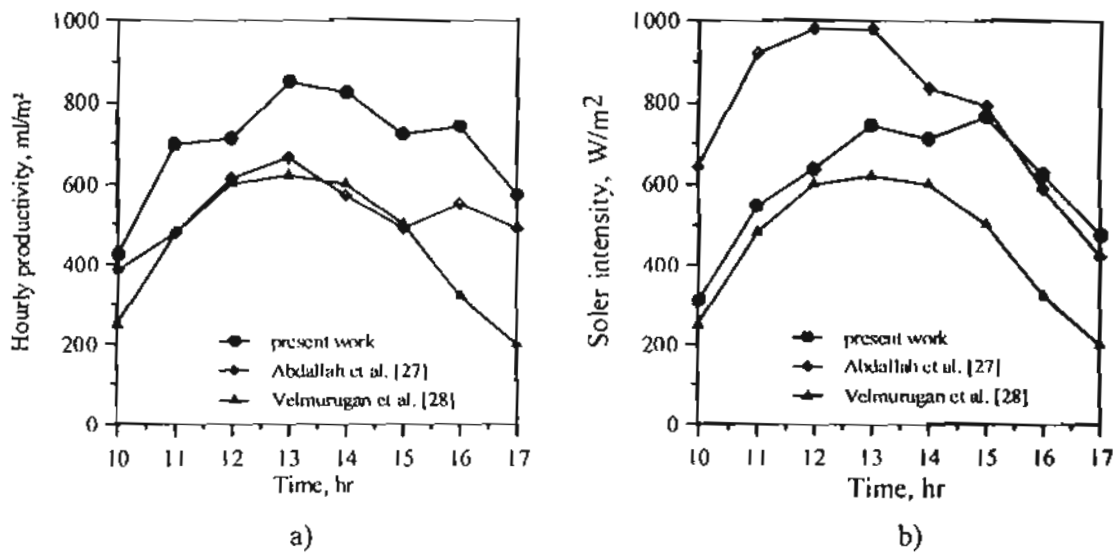 1000
800
600
400
200
0
Hourly productivity, ml/m²
present work
Abdallah et al. [27]
Velmurugan et al. [28]
10 11 12 13 14 15 16 17
Time, hr
a)
1000
800
600
400
200
0
Soler intensity, W/m²
present work
Abdallah et al. [27]
Velmurugan et al. [28]
10 11 12 13 14 15 16 17
Time, hr
b)